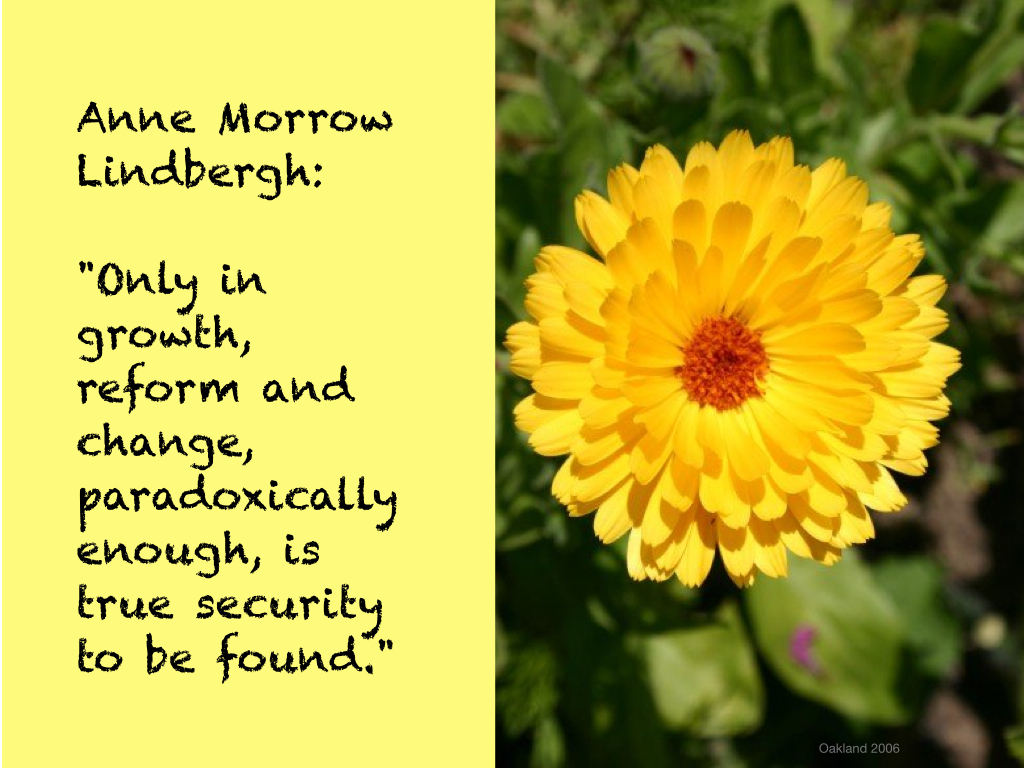 Anne Morrow
Lindbergh:
"Only in
growth,
reform and
change,
paradoxically
enough, is
true security
to be found."
Oakland 2006